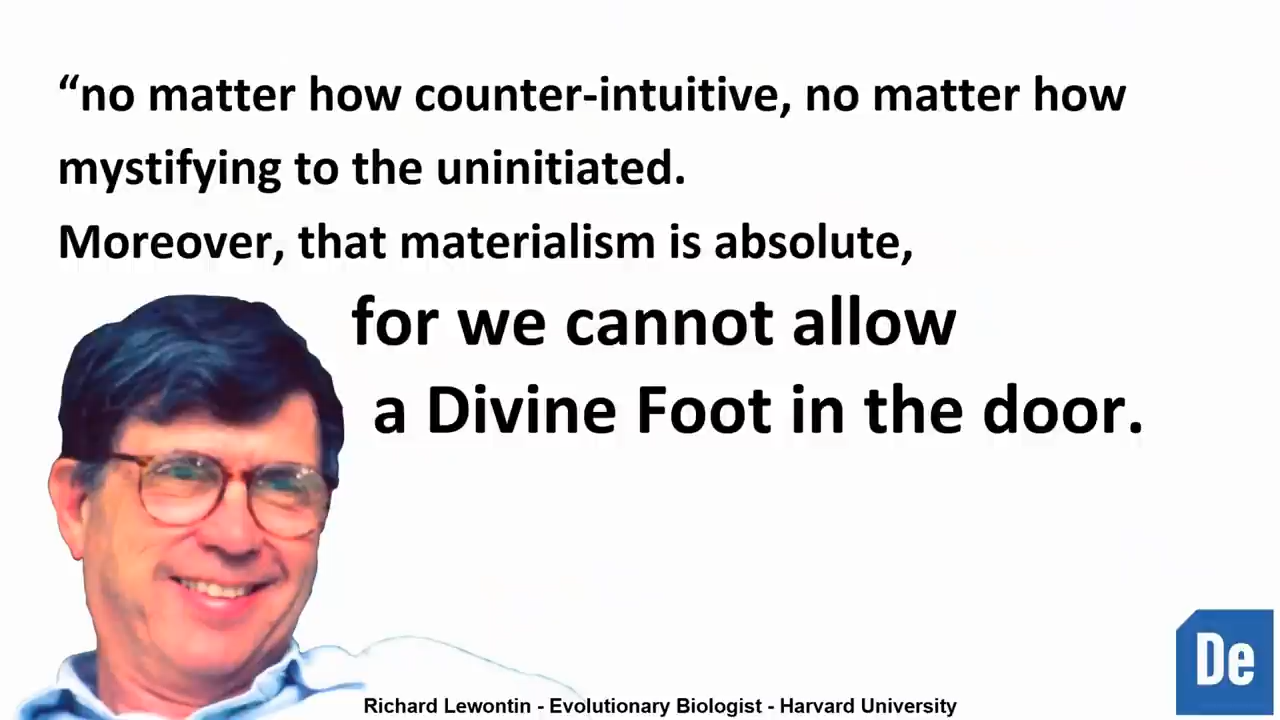 “no matter how counter-intuitive, no matter how
mystifying to the uninitiated.
Moreover, that materialism is absolute,
for we cannot allow
a Divine Foot in the door.
Richard Lewontin - Evolutionary Biologist - Harvard University
De